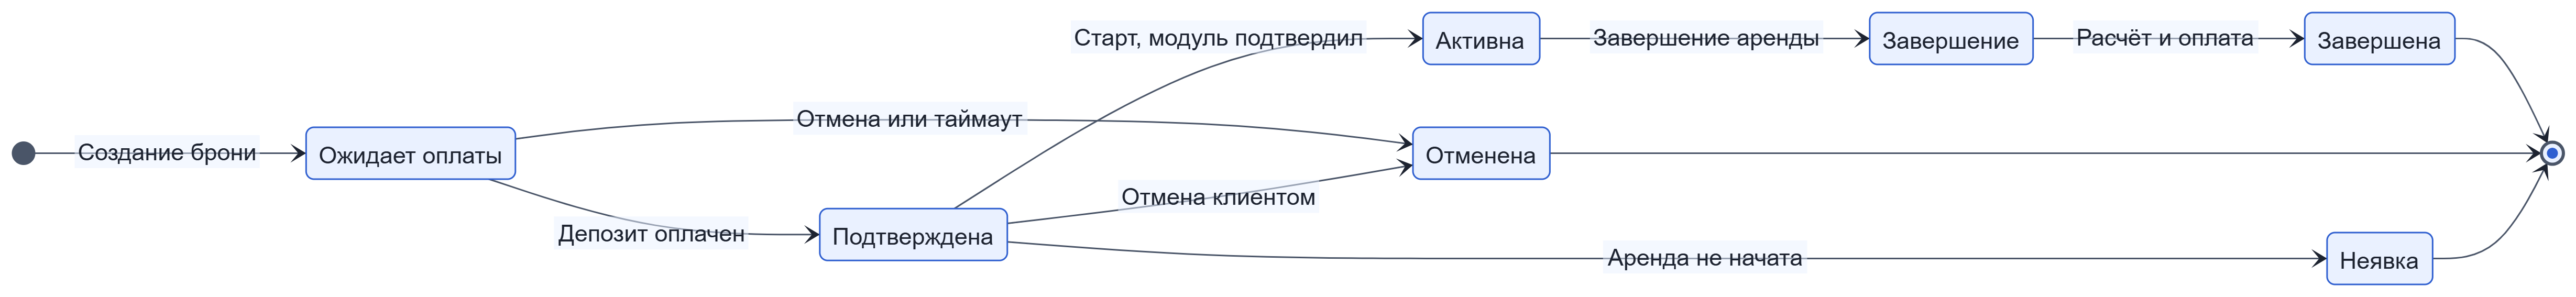 Старт, модуль подтвердил
Активна
Завершение аренды
Завершение
Расчёт и оплата
Завершена
Отмена или таймаут
Создание брони
Ожидает оплаты
Отменена
Отмена клиентом
Депозит оплачен
Подтверждена
Аренда не начата
Неявка